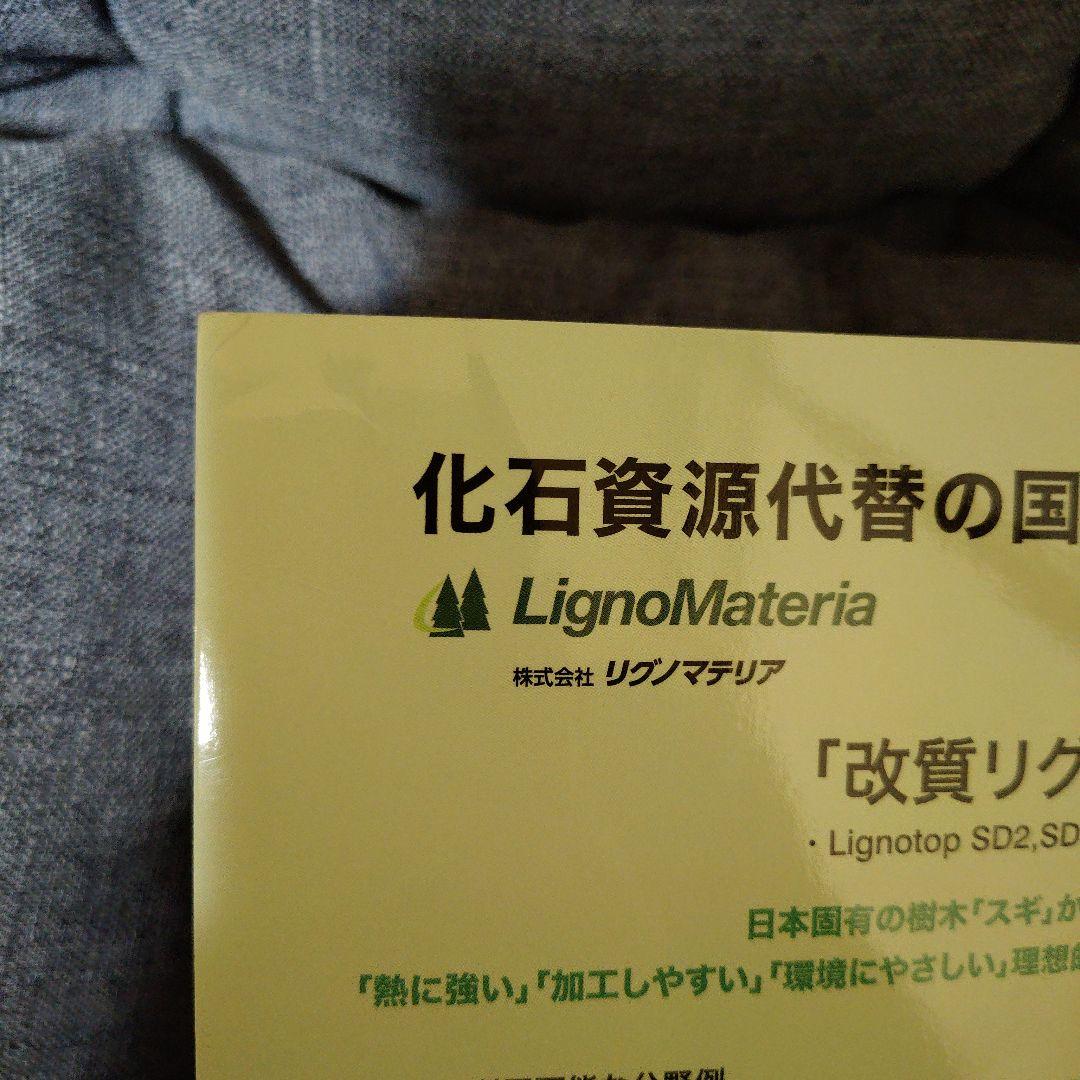 化石資源代替の国
LignoMateria
株式会社 リグノマテリア
「改質リグ
・Lignotop SD2,SD
日本固有の樹木「スギ」が
「熱に強い」「加工しやすい」「環境にやさしい」理想的